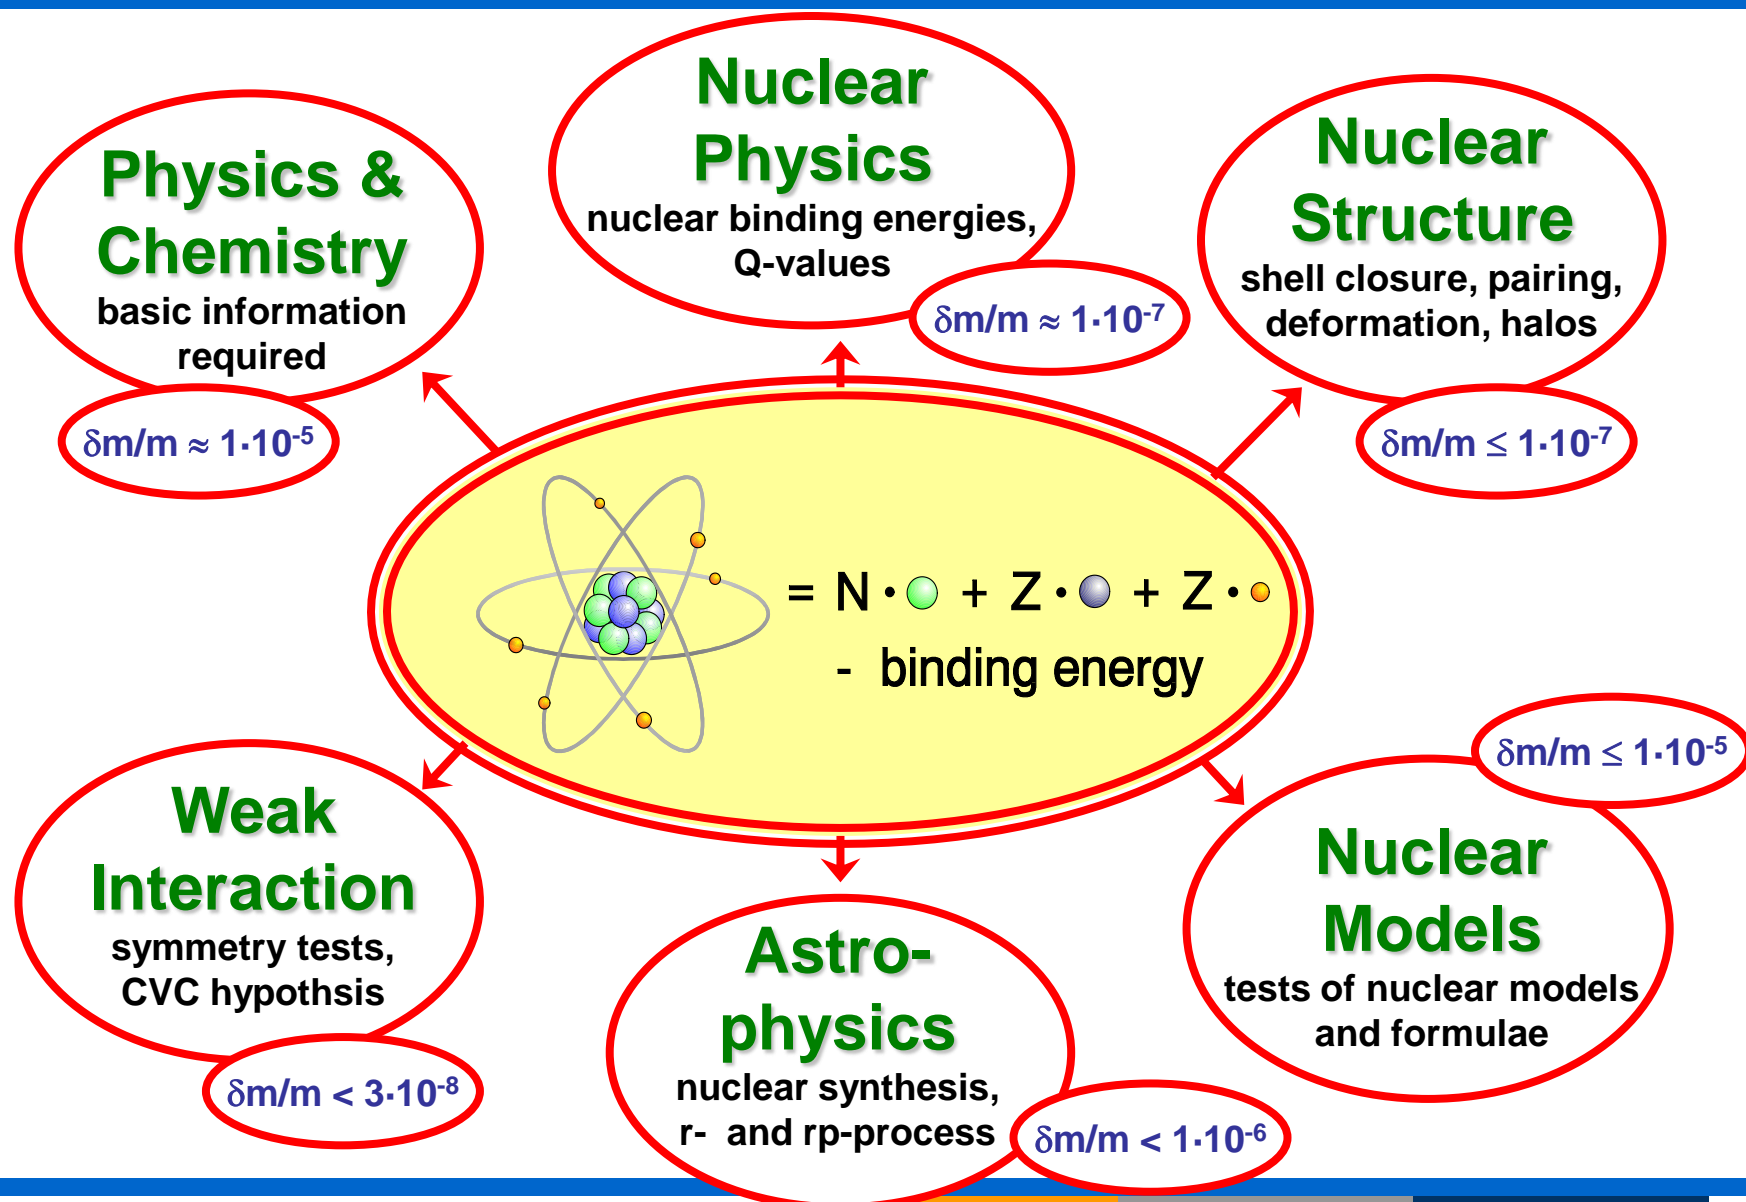 Physics &
Chemistry
basic information
required
δm/m ≈ 1·10⁻⁵
Nuclear
Physics
nuclear binding energies,
Q-values
δm/m ≈ 1·10⁻⁷
Nuclear
Structure
shell closure, pairing,
deformation, halos
δm/m ≤ 1·10⁻⁷
= N · + Z · + Z ·
- binding energy
Weak
Interaction
symmetry tests,
CVC hypothsis
δm/m < 3·10⁻⁸
Astro-
physics
nuclear synthesis,
r- and rp-process
δm/m < 1·10⁻⁶
δm/m ≤ 1·10⁻⁵
Nuclear
Models
tests of nuclear models
and formulae